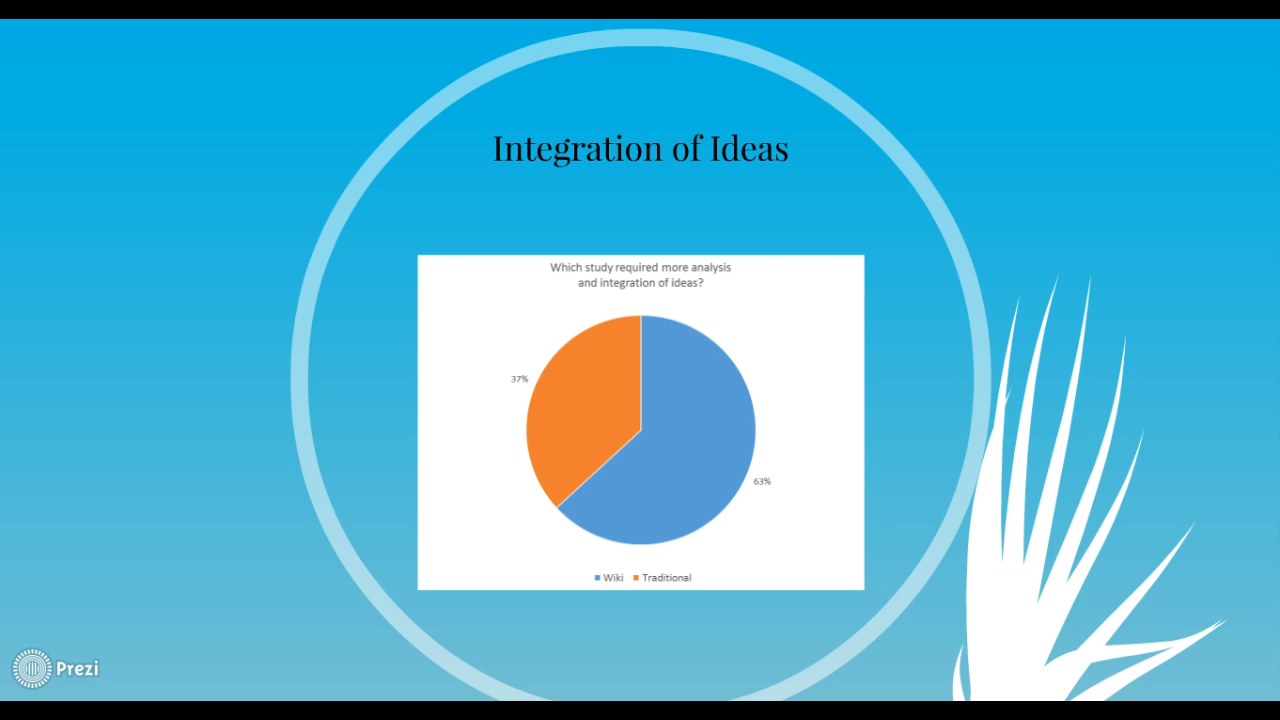 Integration of Ideas
Which study required more analysis
and integration of ideas?
37%
63%
Wiki Traditional
Prezi